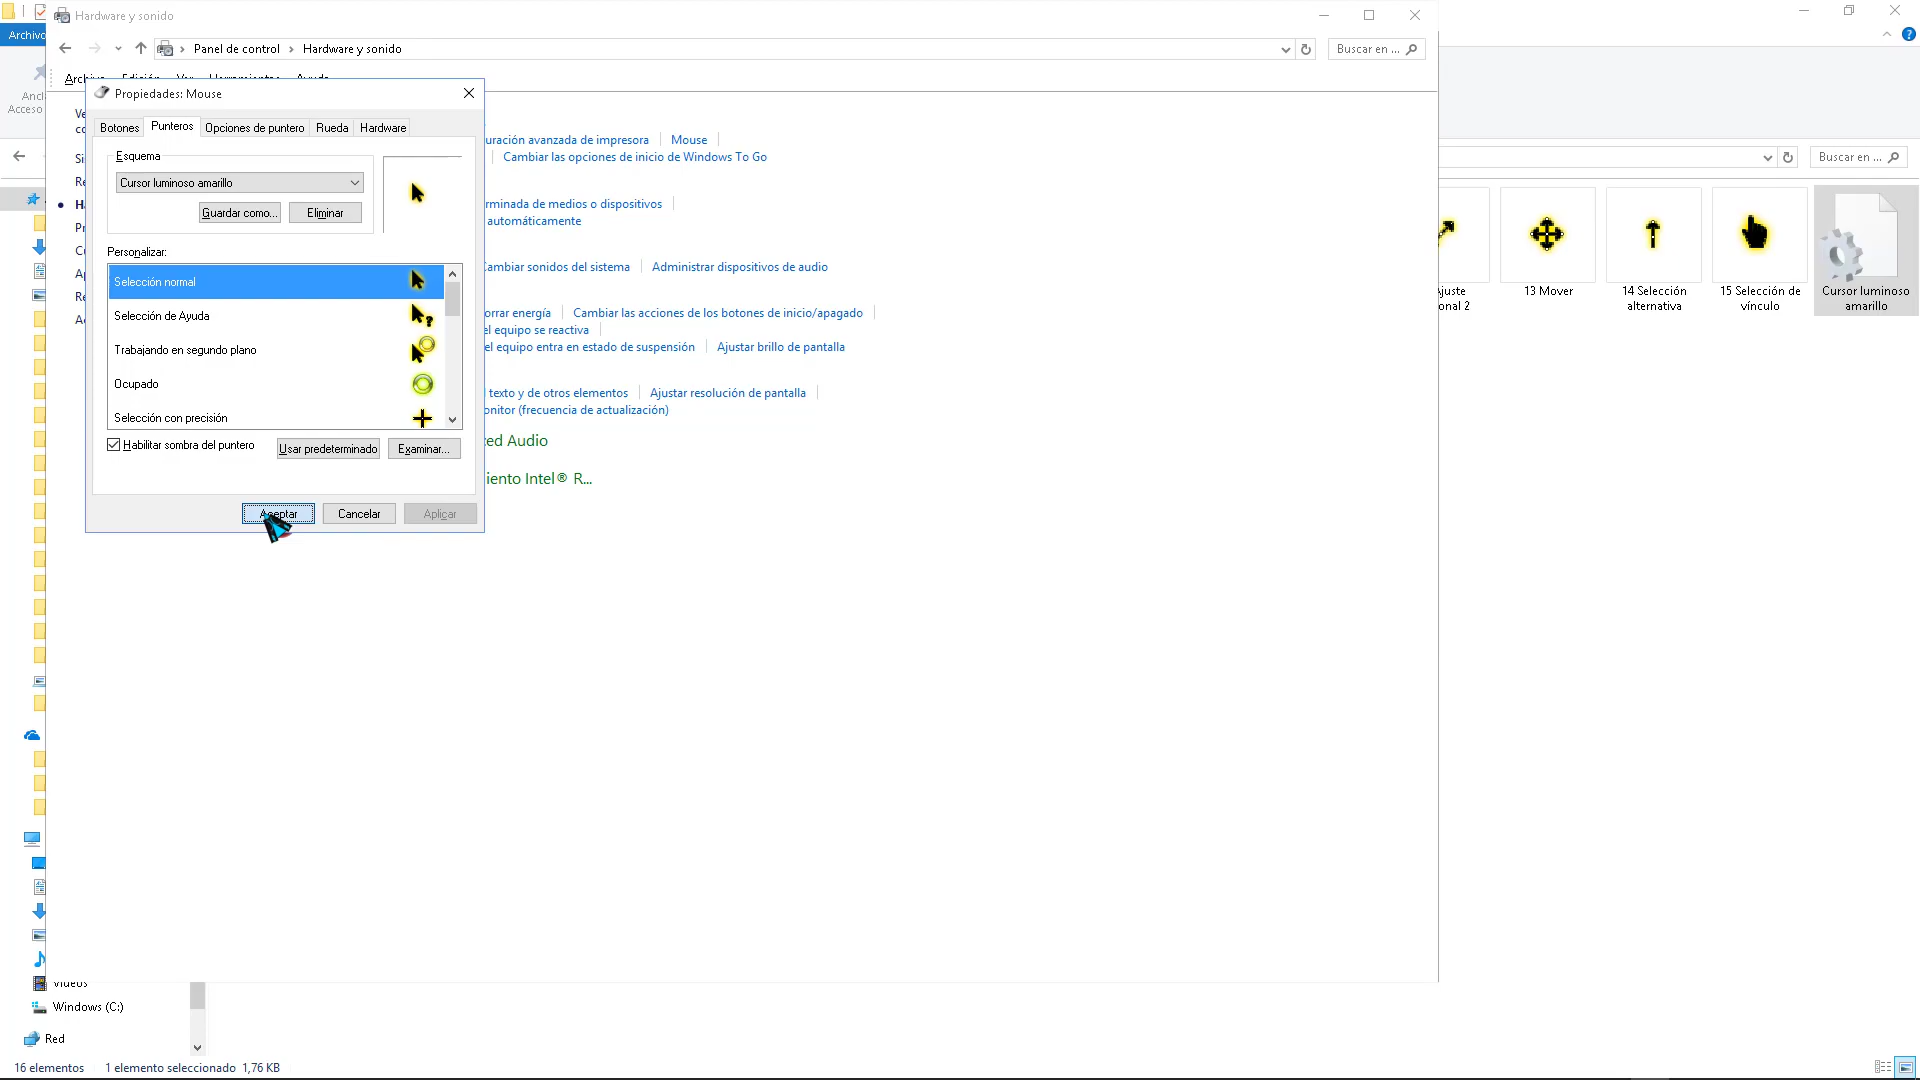 Hardware y sonido
Archivo
Panel de control
Hardware y sonido
Buscar en ...
Propiedades: Mouse
Botones
Punteros
Opciones de puntero
Rueda
Hardware
Esquema
Cursor luminoso amarillo
Guardar como...
Eliminar
Personalizar:
Selección normal
Selección de Ayuda
Trabajando en segundo plano
Ocupado
Selección con precisión
Habilitar sombra del puntero
Usar predeterminado
Examinar...
Aceptar
Cancelar
Aplicar
uración avanzada de impresora
Mouse
Cambiar las opciones de inicio de Windows To Go
rminada de medios o dispositivos
automáticamente
Cambiar sonidos del sistema
Administrar dispositivos de audio
orrar energía
Cambiar las acciones de los botones de inicio/apagado
el equipo se reactiva
el equipo entra en estado de suspensión
Ajustar brillo de pantalla
texto y de otros elementos
Ajustar resolución de pantalla
onitor (frecuencia de actualización)
ed Audio
iento Intel® R...
Buscar en ...
Ajuste
onal 2
13 Mover
14 Selección
alternativa
15 Selección de
vínculo
Cursor luminoso
amarillo
Acceso
Videos
Windows (C:)
Red
16 elementos
1 elemento seleccionado 1,76 KB